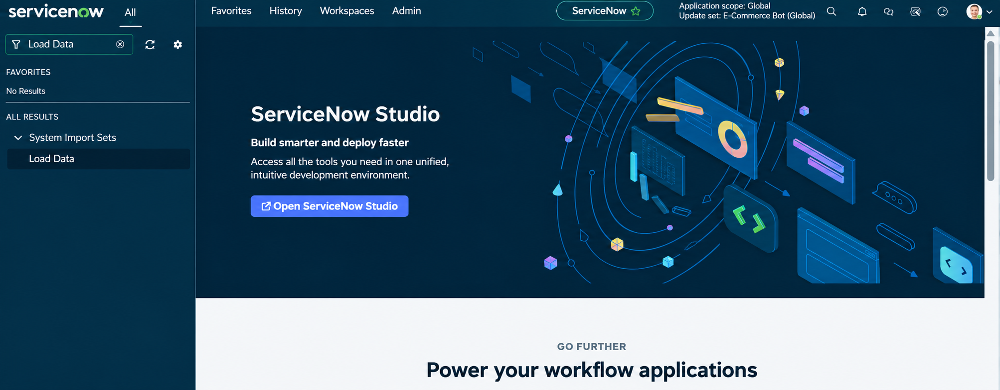 servicenow
All
Favorites
History
Workspaces
Admin
ServiceNow
Application scope: Global
Update set: E-Commerce Bot (Global)
Load Data
FAVORITES
No Results
ALL RESULTS
System Import Sets
Load Data
ServiceNow Studio
Build smarter and deploy faster
Access all the tools you need in one unified,
intuitive development environment.
Open ServiceNow Studio
GO FURTHER
Power your workflow applications